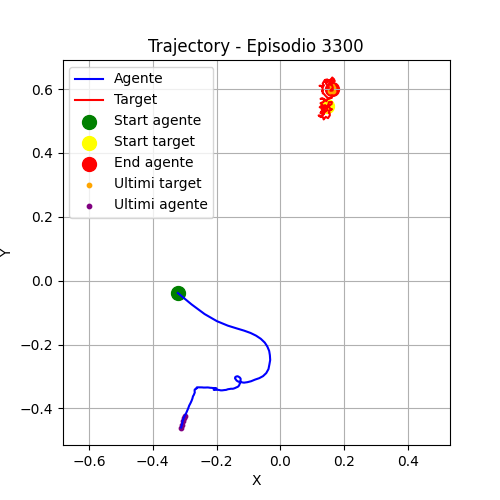 Trajectory - Episodio 3300
Agente
Target
Start agente
Start target
End agente
Ultimi target
Ultimi agente
0.6
0.4
0.2
0.0
−0.2
−0.4
Y
−0.6
−0.4
−0.2
0.0
0.2
0.4
X